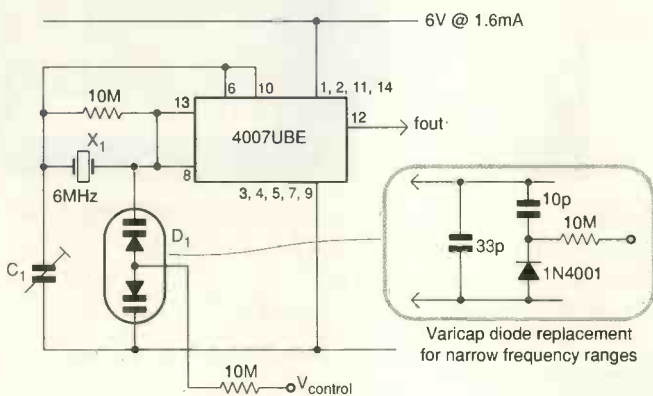 6V @ 1.6mA
10M
13
6
10
1, 2, 11, 14
12
fout
4007UBE
X1
6MHz
8
3, 4, 5, 7, 9
C1
D1
10M
Vcontrol
10p
33p
10M
1N4001
Varicap diode replacement
for narrow frequency ranges